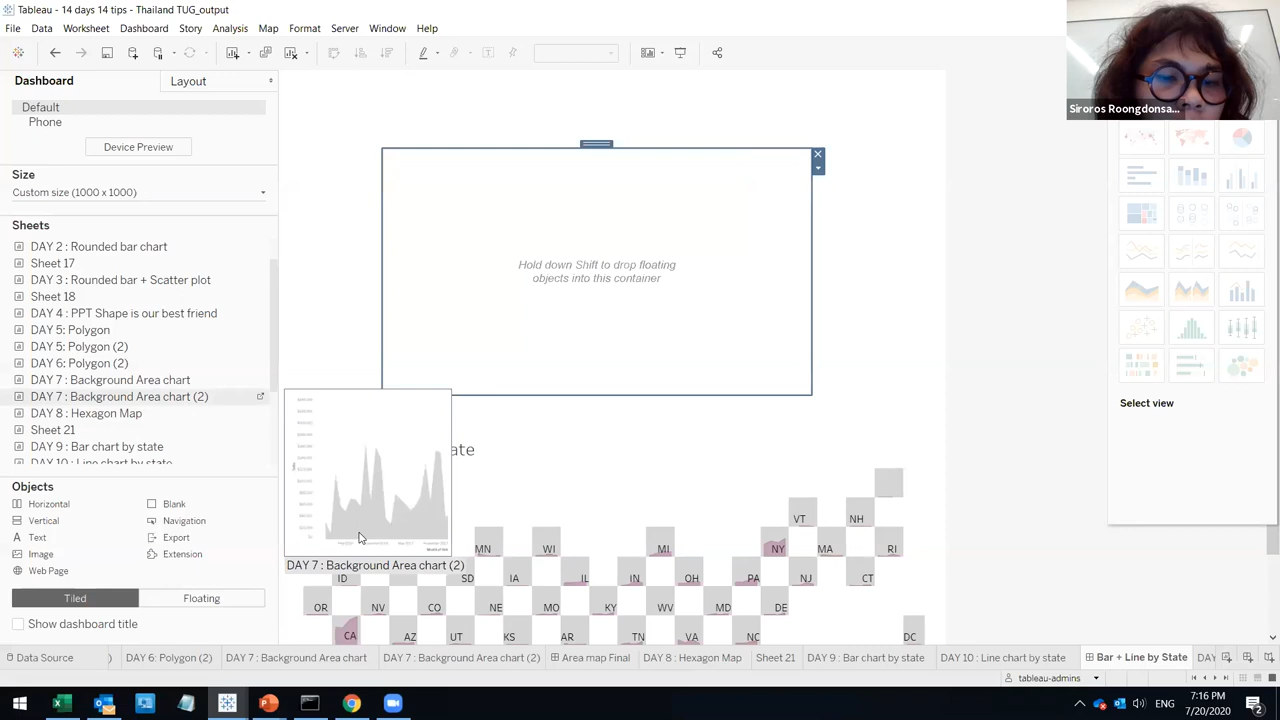 Tableau - 14 days 14 tips - Thailand TUG_output
File Data Worksheet Dashboard Story Analysis Map Format Server Window Help
Siroros Roongdonsa...
Dashboard Layout
Default
Phone
Device Preview
Size
Custom size (1000 x 1000)
Sheets
DAY 2 : Rounded bar chart
Sheet 17
DAY 3 : Rounded bar + Scatter plot
Sheet 18
DAY 4 : PPT Shape is our best friend
DAY 5: Polygon
DAY 5: Polygon (2)
DAY 6: Polygon (2)
DAY 7 : Background Area chart
DAY 7 : Background Area chart (2)
DAY 8 : Hexagon Map
Sheet 21
DAY 9 : Bar chart by state
DAY 10 : Line chart by state
Objects
Horizontal Blank
Vertical Navigation
Text Export
Image Extension
Web Page
Tiled Floating
Show dashboard title
Hold down Shift to drop floating
objects into this container
Select view
DAY 7 : Background Area chart (2)
tate
VT NH
MN WI MI NY MA RI
ID SD IA IL IN OH PA NJ CT
OR NV CO NE MO KY WV MD DE
CA AZ UT KS AR TN VA NC DC
Data Source ) DAY 6: Polygon (2) DAY 7 : Background Area chart DAY 7 : Background Area chart (2) Area map Final DAY 8 : Hexagon Map Sheet 21 DAY 9 : Bar chart by state DAY 10 : Line chart by state Bar + Line by State DAY
tableau-admins
ENG
7:16 PM
7/20/2020
2